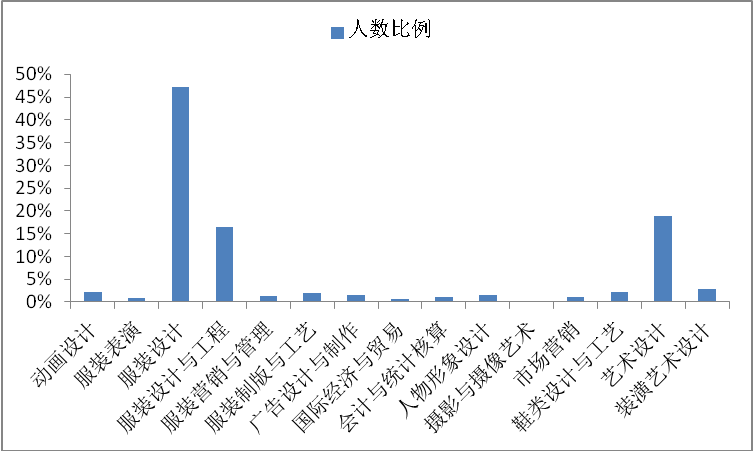 人数比例
50%
45%
40%
35%
30%
25%
20%
15%
10%
5%
0%
动画设计
服装表演
服装设计
服装设计与工程
服装营销与管理
服装制版与工艺
广告设计与制作
国际经济与贸易
会计与统计核算
人物形象设计
摄影与摄像艺术
市场营销
鞋类设计与工艺
艺术设计
装潢艺术设计